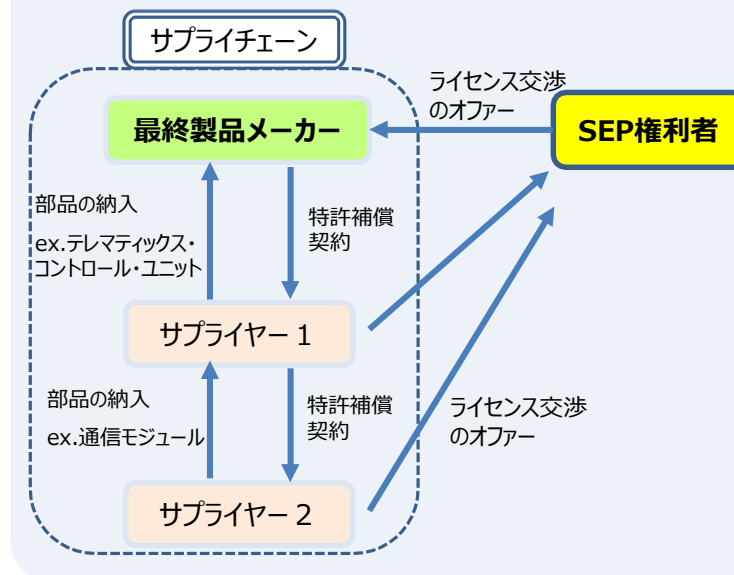 サプライチェーン
ライセンス交渉
のオファー
最終製品メーカー
SEP権利者
部品の納入
ex.テレマティックス・
コントロール・ユニット
特許補償
契約
サプライヤー１
部品の納入
ex.通信モジュール
特許補償
契約
ライセンス交渉
のオファー
サプライヤー２